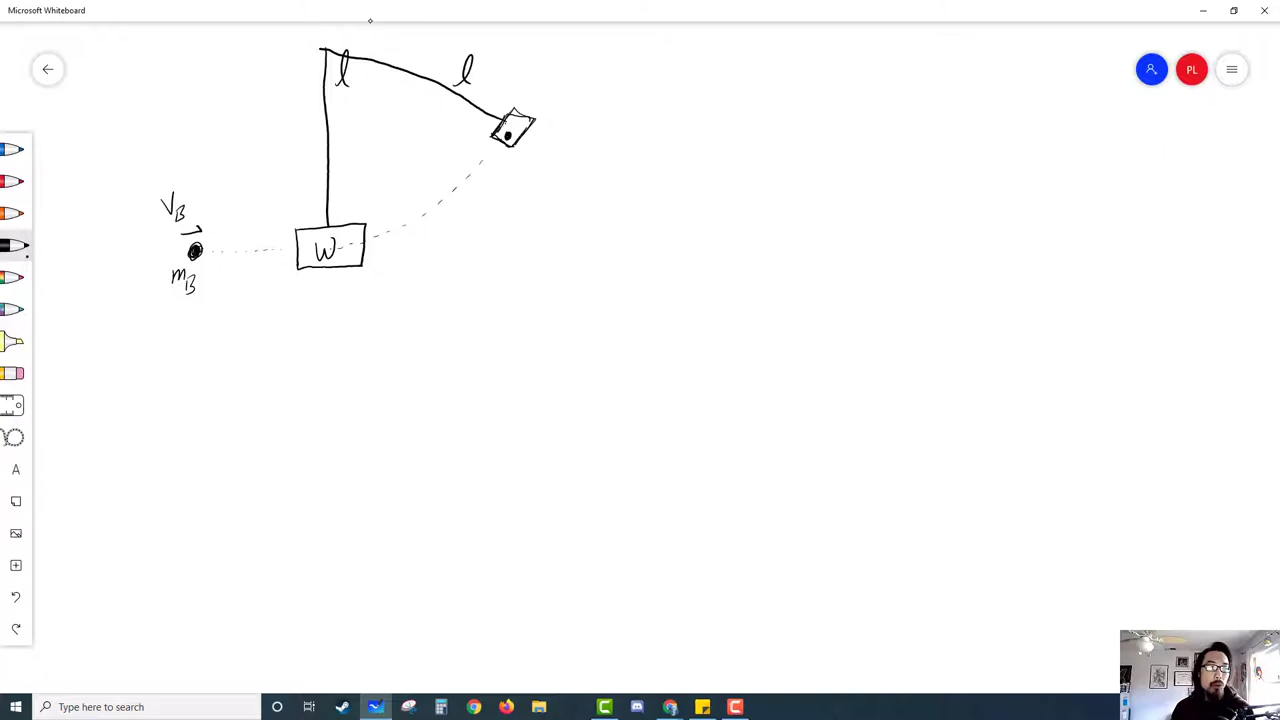 Microsoft Whiteboard
PL
l
l
V_B
W
m_B
A
Type here to search